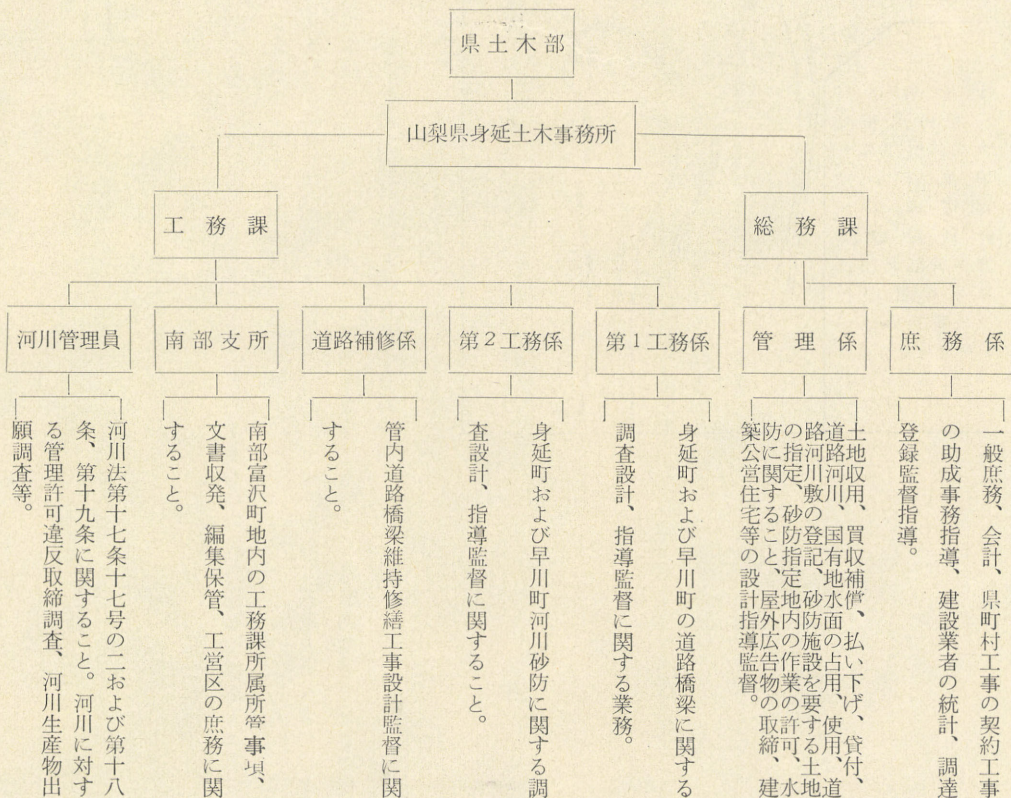 県土木部
山梨県身延土木事務所
総務課
工務課
庶務係
管理係
第1工務係
第2工務係
道路補修係
南部支所
河川管理員
一般庶務、会計、県町村工事の契約工事
の助成事務指導、建設業者の統計、調達
登録監督指導。
土地収用、買収補償、払い下げ、貸付、
道路河川、国有地水面の占用、使用、道
路河川敷の登記、砂防施設を要する土地
の指定、砂防指定地内の作業の許可、水
防に関すること、屋外広告物の取締、建
築公営住宅等の設計指導監督。
身延町および早川町の道路橋梁に関する
調査設計、指導監督に関する業務。
身延町および早川町河川砂防に関する調
査設計、指導監督に関すること。
管内道路橋梁維持修繕工事設計監督に関
すること。
南部富沢町地内の工務課所属所管事項、
文書収発、編集保管、工営区の庶務に関
すること。
河川法第十七条十七号の二および第十八
条、第十九条に関すること。河川に対す
る管理許可違反取締調査、河川生産物出
願調査等。